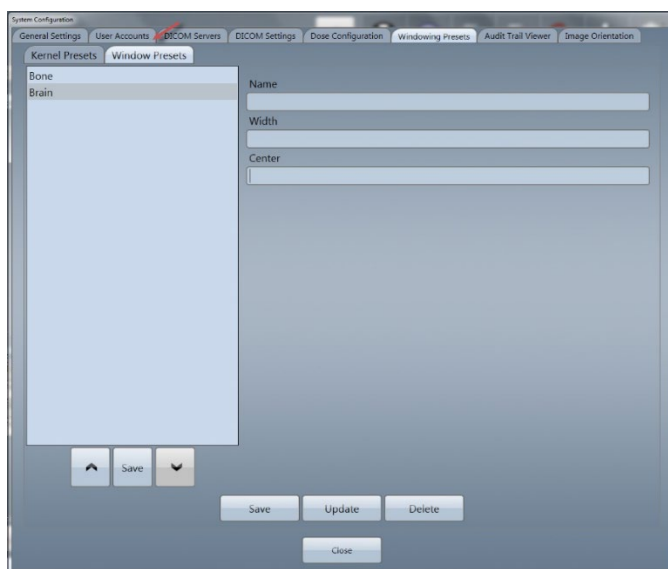 System Configuration
General Settings User Accounts DICOM Servers DICOM Settings Dose Configuration Windowing Presets Audit Trail Viewer Image Orientation
Kernel Presets Window Presets
Bone
Brain
Name
Width
Center
Save
Save Update Delete
Close